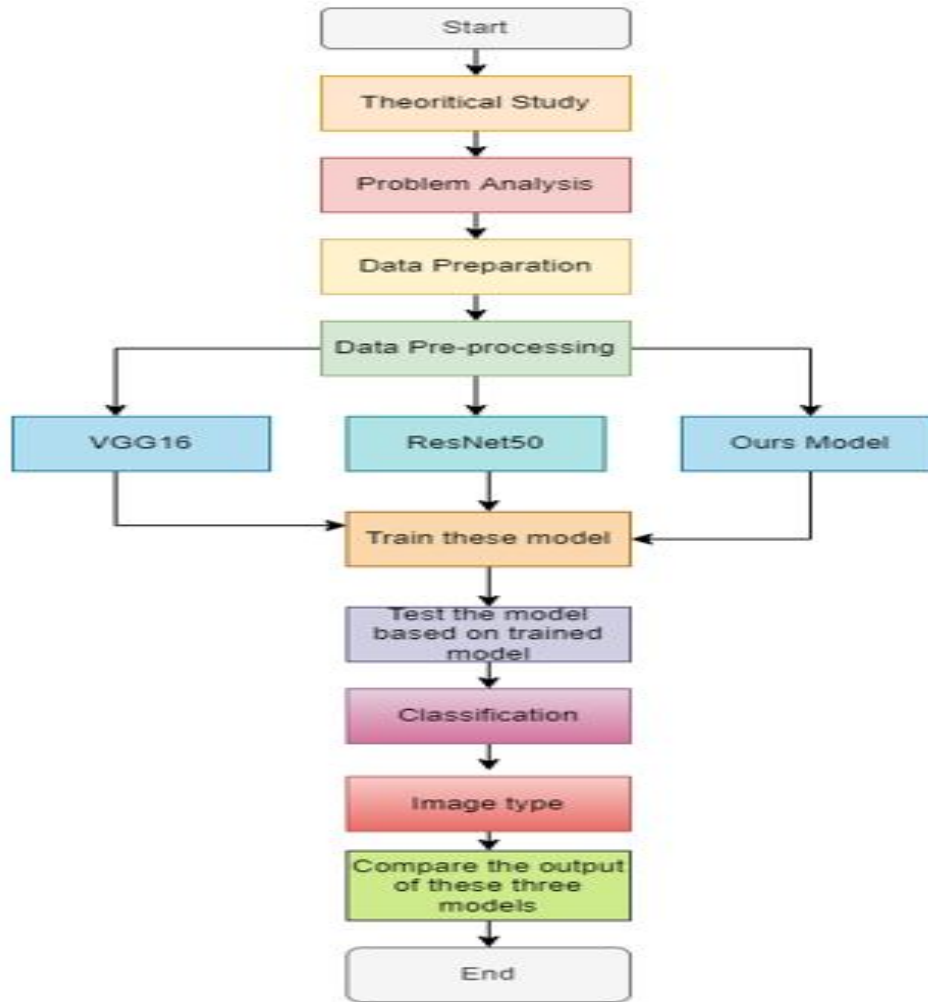 Start
Theoritical Study
Problem Analysis
Data Preparation
Data Pre-processing
VGG16
ResNet50
Ours Model
Train these model
Test the model
based on trained
model
Classification
Image type
Compare the output
of these three
models
End